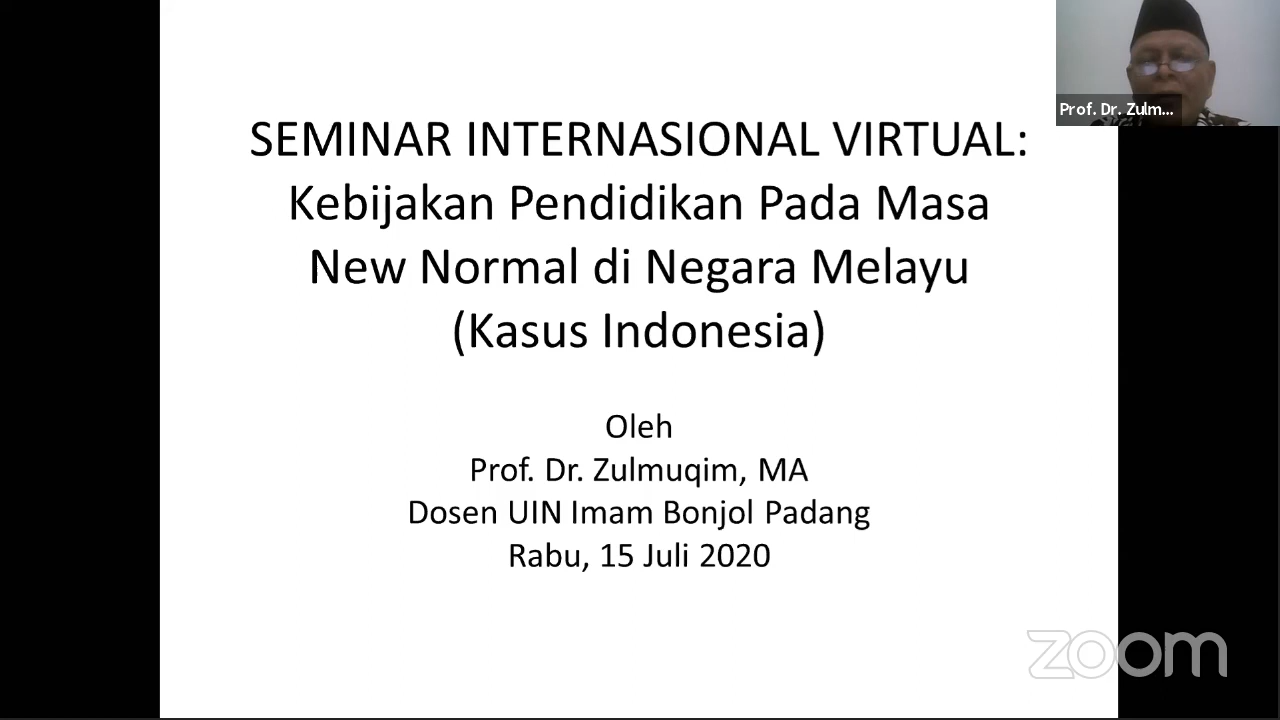 SEMINAR INTERNASIONAL VIRTUAL:
Kebijakan Pendidikan Pada Masa
New Normal di Negara Melayu
(Kasus Indonesia)
Oleh
Prof. Dr. Zulmuqim, MA
Dosen UIN Imam Bonjol Padang
Rabu, 15 Juli 2020
Prof. Dr. Zulm...
zoom